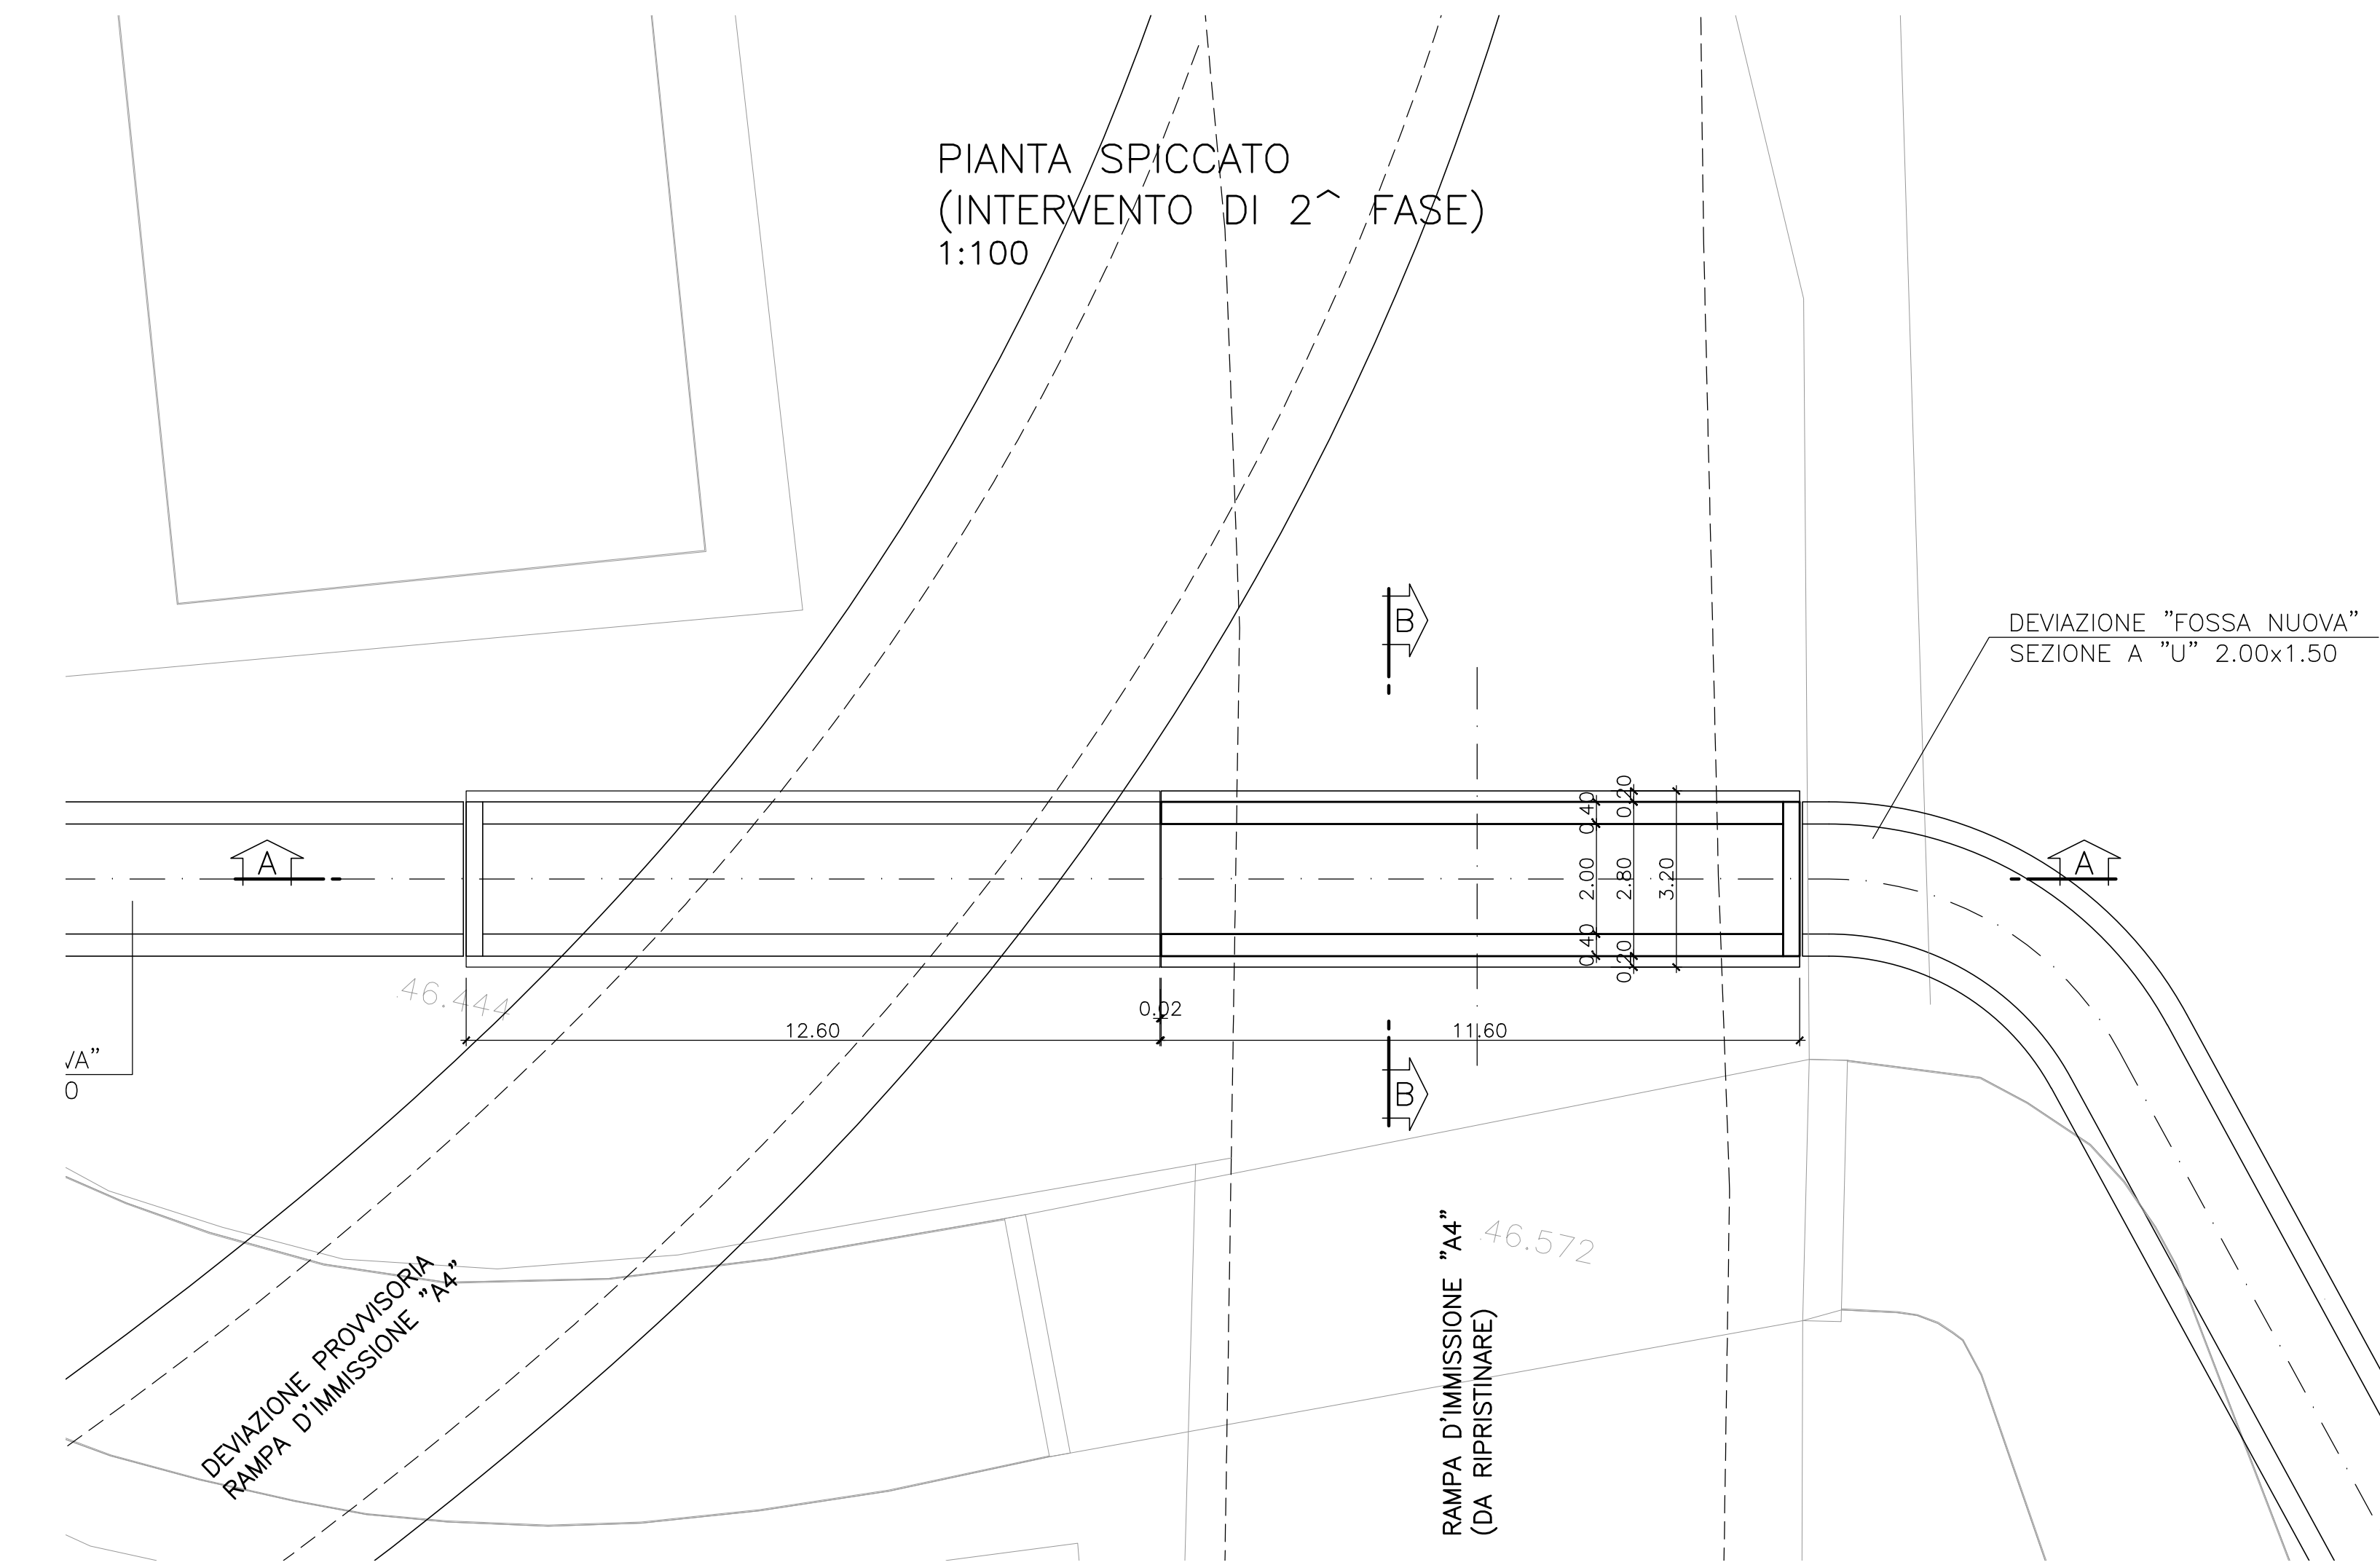 PIANTA SPICCATO
(INTERVENTO DI 2^ FASE)
1:100
B
DEVIAZIONE "FOSSA NUOVA"
SEZIONE A "U" 2.00x1.50
0.40
0.20
A
2.00
2.80
3.20
A
0.40
0.20
46.444
0.02
12.60
11.60
VA"
0
B
DEVIAZIONE PROVVISORIA
RAMPA D'IMMISSIONE "A4"
RAMPA D'IMMISSIONE "A4"
(DA RIPRISTINARE)
46.572